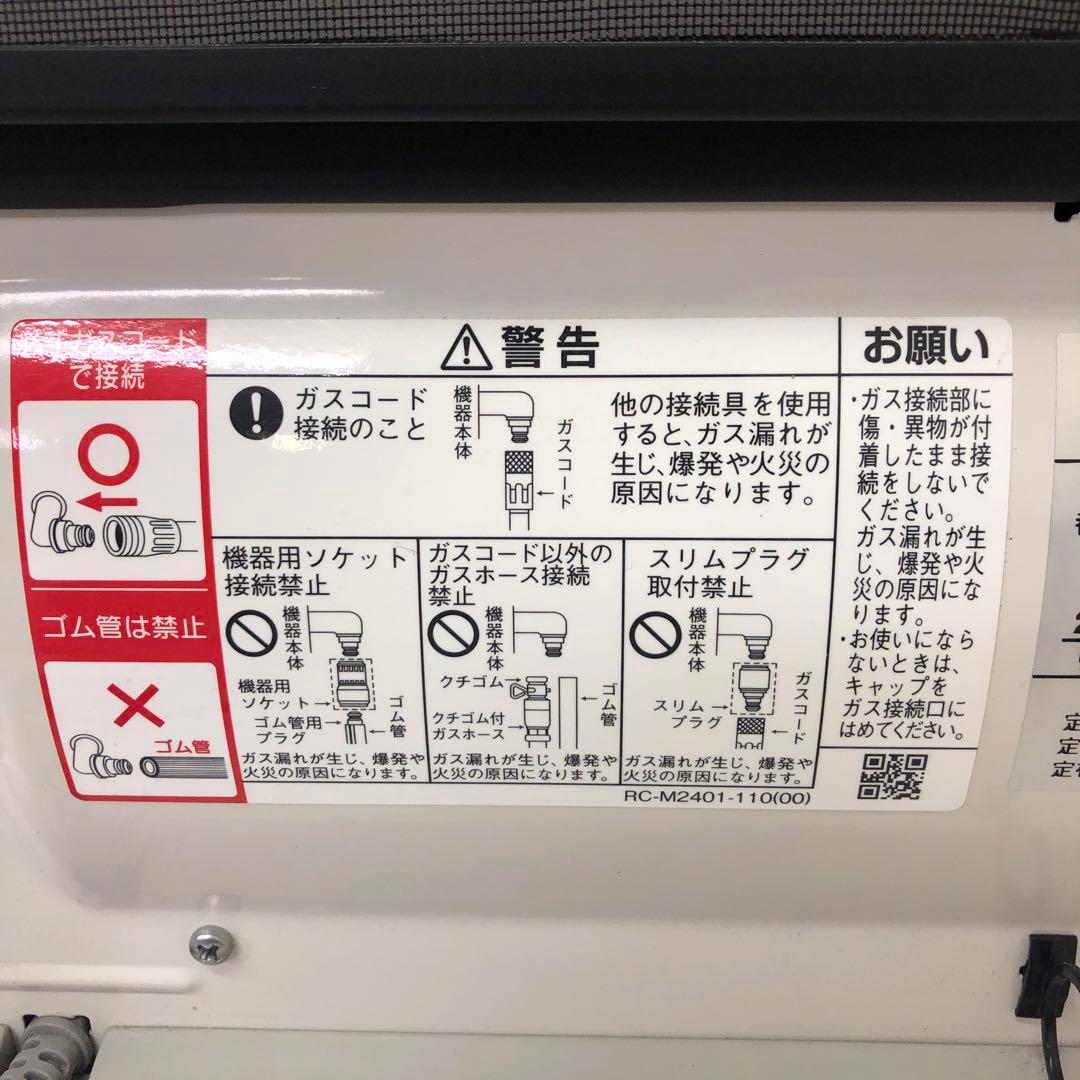 ガスコード
で接続
ゴム管は禁止
ゴム管
警告
ガスコード
接続のこと
機器本体
ガスコード
他の接続具を使用
すると、ガス漏れが
生じ、爆発や火災の
原因になります。
機器用ソケット
接続禁止
機器本体
機器用
ソケット
ゴム管用
プラグ
ゴム管
ガス漏れが生じ、爆発や
火災の原因になります。
ガスコード以外の
ガスホース接続
禁止
機器本体
クチゴム
クチゴム付
ガスホース
ゴム管
ガス漏れが生じ、爆発や
火災の原因になります。
スリムプラグ
取付禁止
機器本体
スリム
プラグ
ガスコード
ガス漏れが生じ、爆発や
火災の原因になります。
RC-M2401-110(00)
お願い
・ガス接続部に
傷・異物が付
着したまま接
続をしないで
ください。
ガス漏れが生
じ、爆発や火
災の原因にな
ります。
・お使いになら
ないときは、
キャップを
ガス接続口に
はめてください。
定
定
定